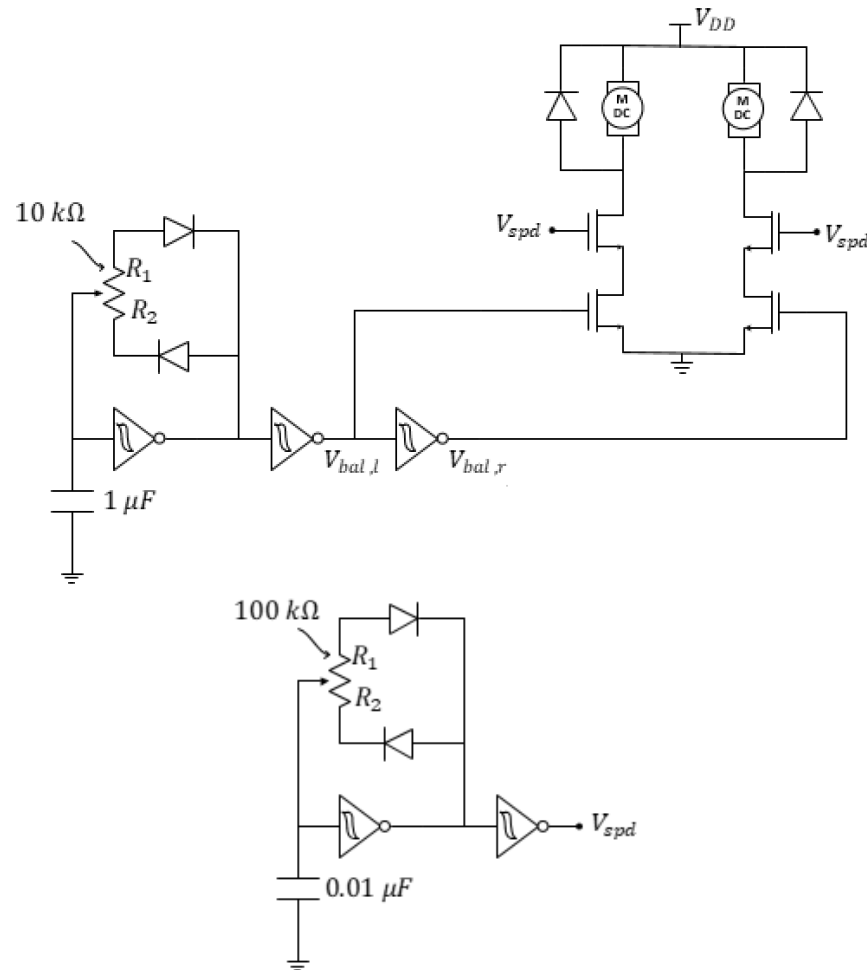 V_DD
M
DC
M
DC
10 kΩ
V_spd
V_spd
R_1
R_2
V_bal,l
V_bal,r
1 μF
100 kΩ
R_1
R_2
V_spd
0.01 μF